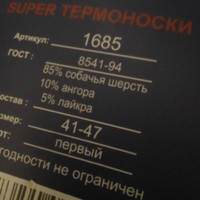 SUPER ТЕРМОНОСКИ
Артикул: 1685
ГОСТ : 8541-94
85% собачья шерсть
10% ангора
остав : 5% лайкра
змер: 41-47
рт: первый
годности не ограничен